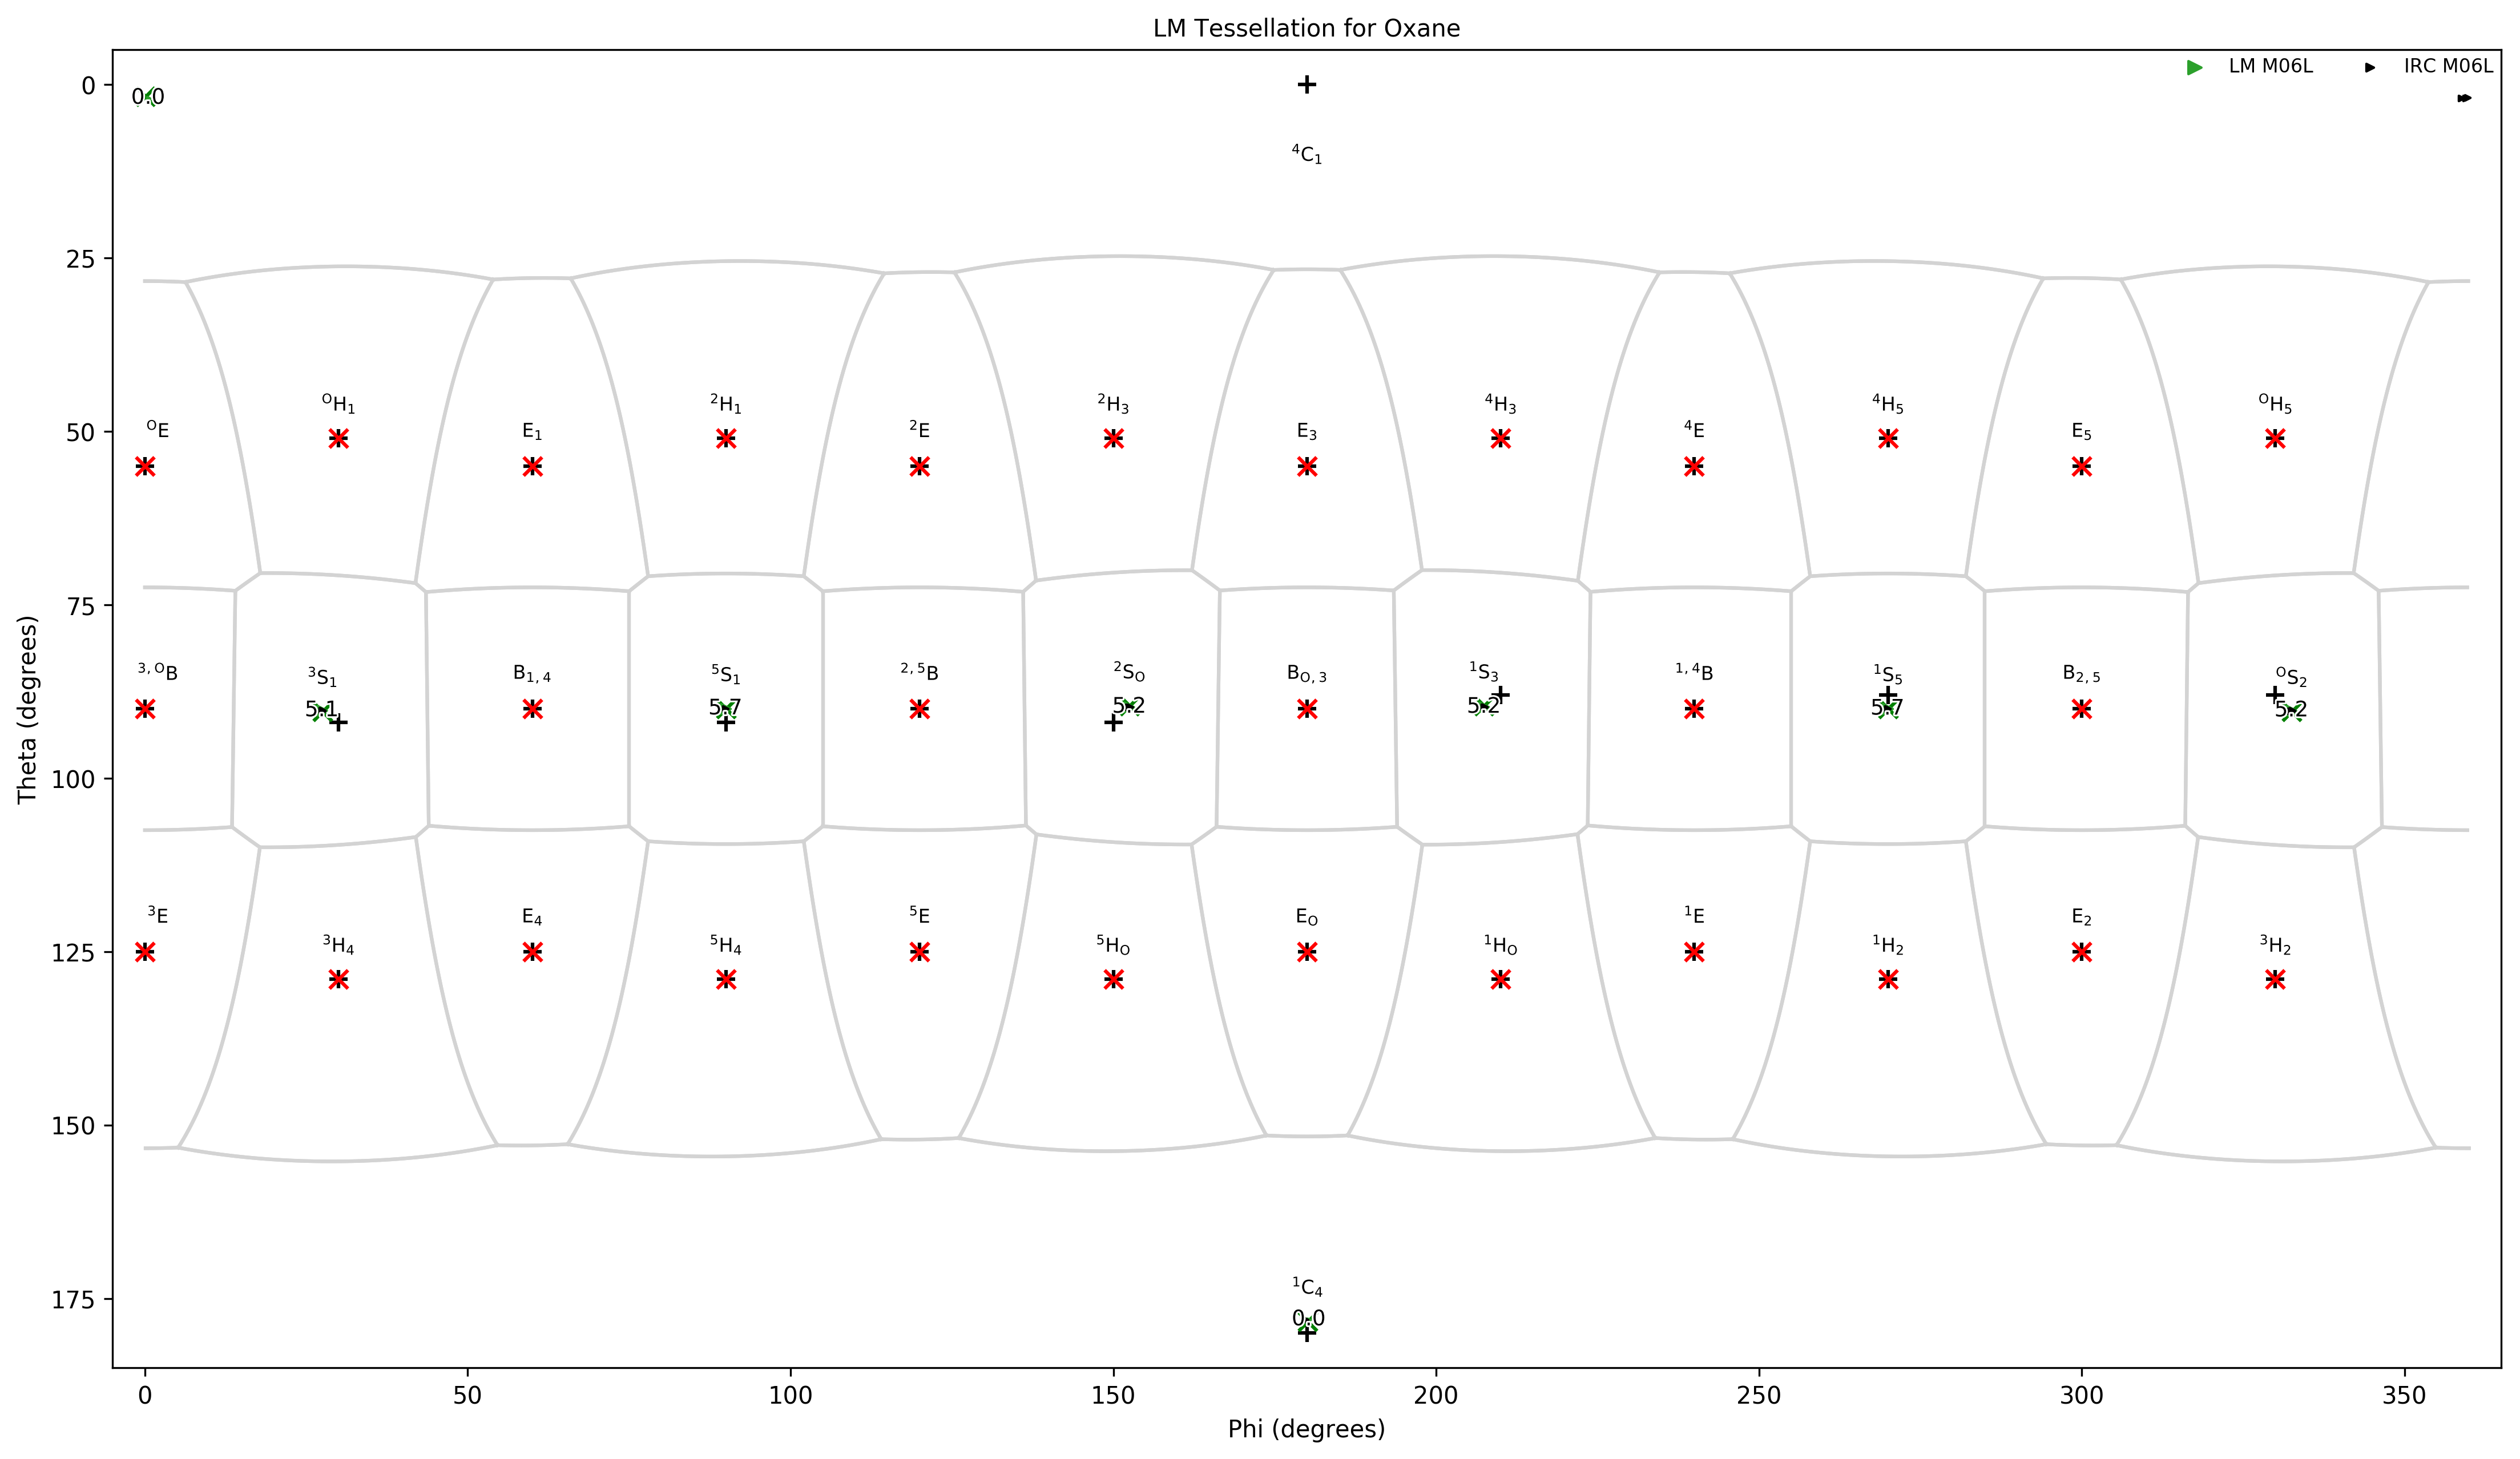 LM Tessellation for Oxane
LM M06L
IRC M06L
0
25
50
75
100
125
150
175
Theta (degrees)
0.0
⁴C₁
ᴼH₁ ²H₁ ²H₃ ⁴H₃ ⁴H₅ ᴼH₅
ᴼE E₁ ²E E₃ ⁴E E₅
³,ᴼB ³S₁ B₁,₄ ⁵S₁ ²,⁵B ²Sₒ Bₒ,₃ ¹S₃ ¹,⁴B ¹S₅ B₂,₅ ᴼS₂
5.1 5.7 5.2 5.2 5.7 5.2
³E E₄ ⁵E Eₒ ¹E E₂
³H₄ ⁵H₄ ⁵Hₒ ¹Hₒ ¹H₂ ³H₂
¹C₄
0.0
0 50 100 150 200 250 300 350
Phi (degrees)